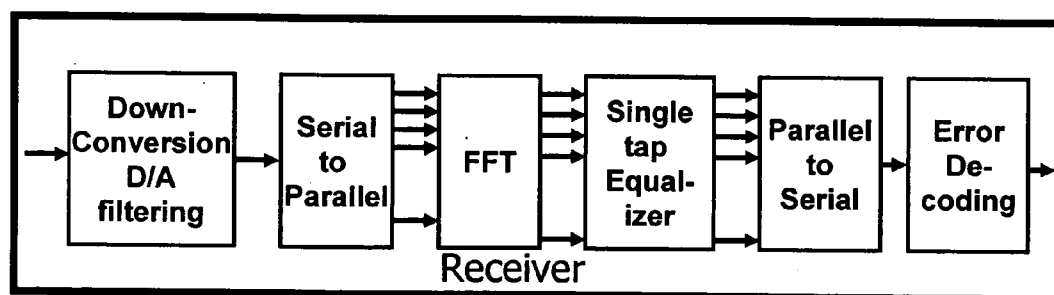 Down-
Conversion
D/A
filtering
Serial
to
Parallel
FFT
Single
tap
Equal-
izer
Parallel
to
Serial
Error
De-
coding
Receiver